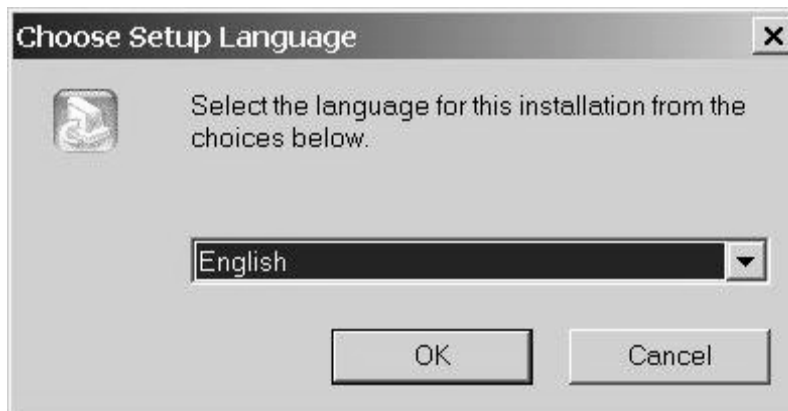 Choose Setup Language
Select the language for this installation from the
choices below.
English
OK
Cancel